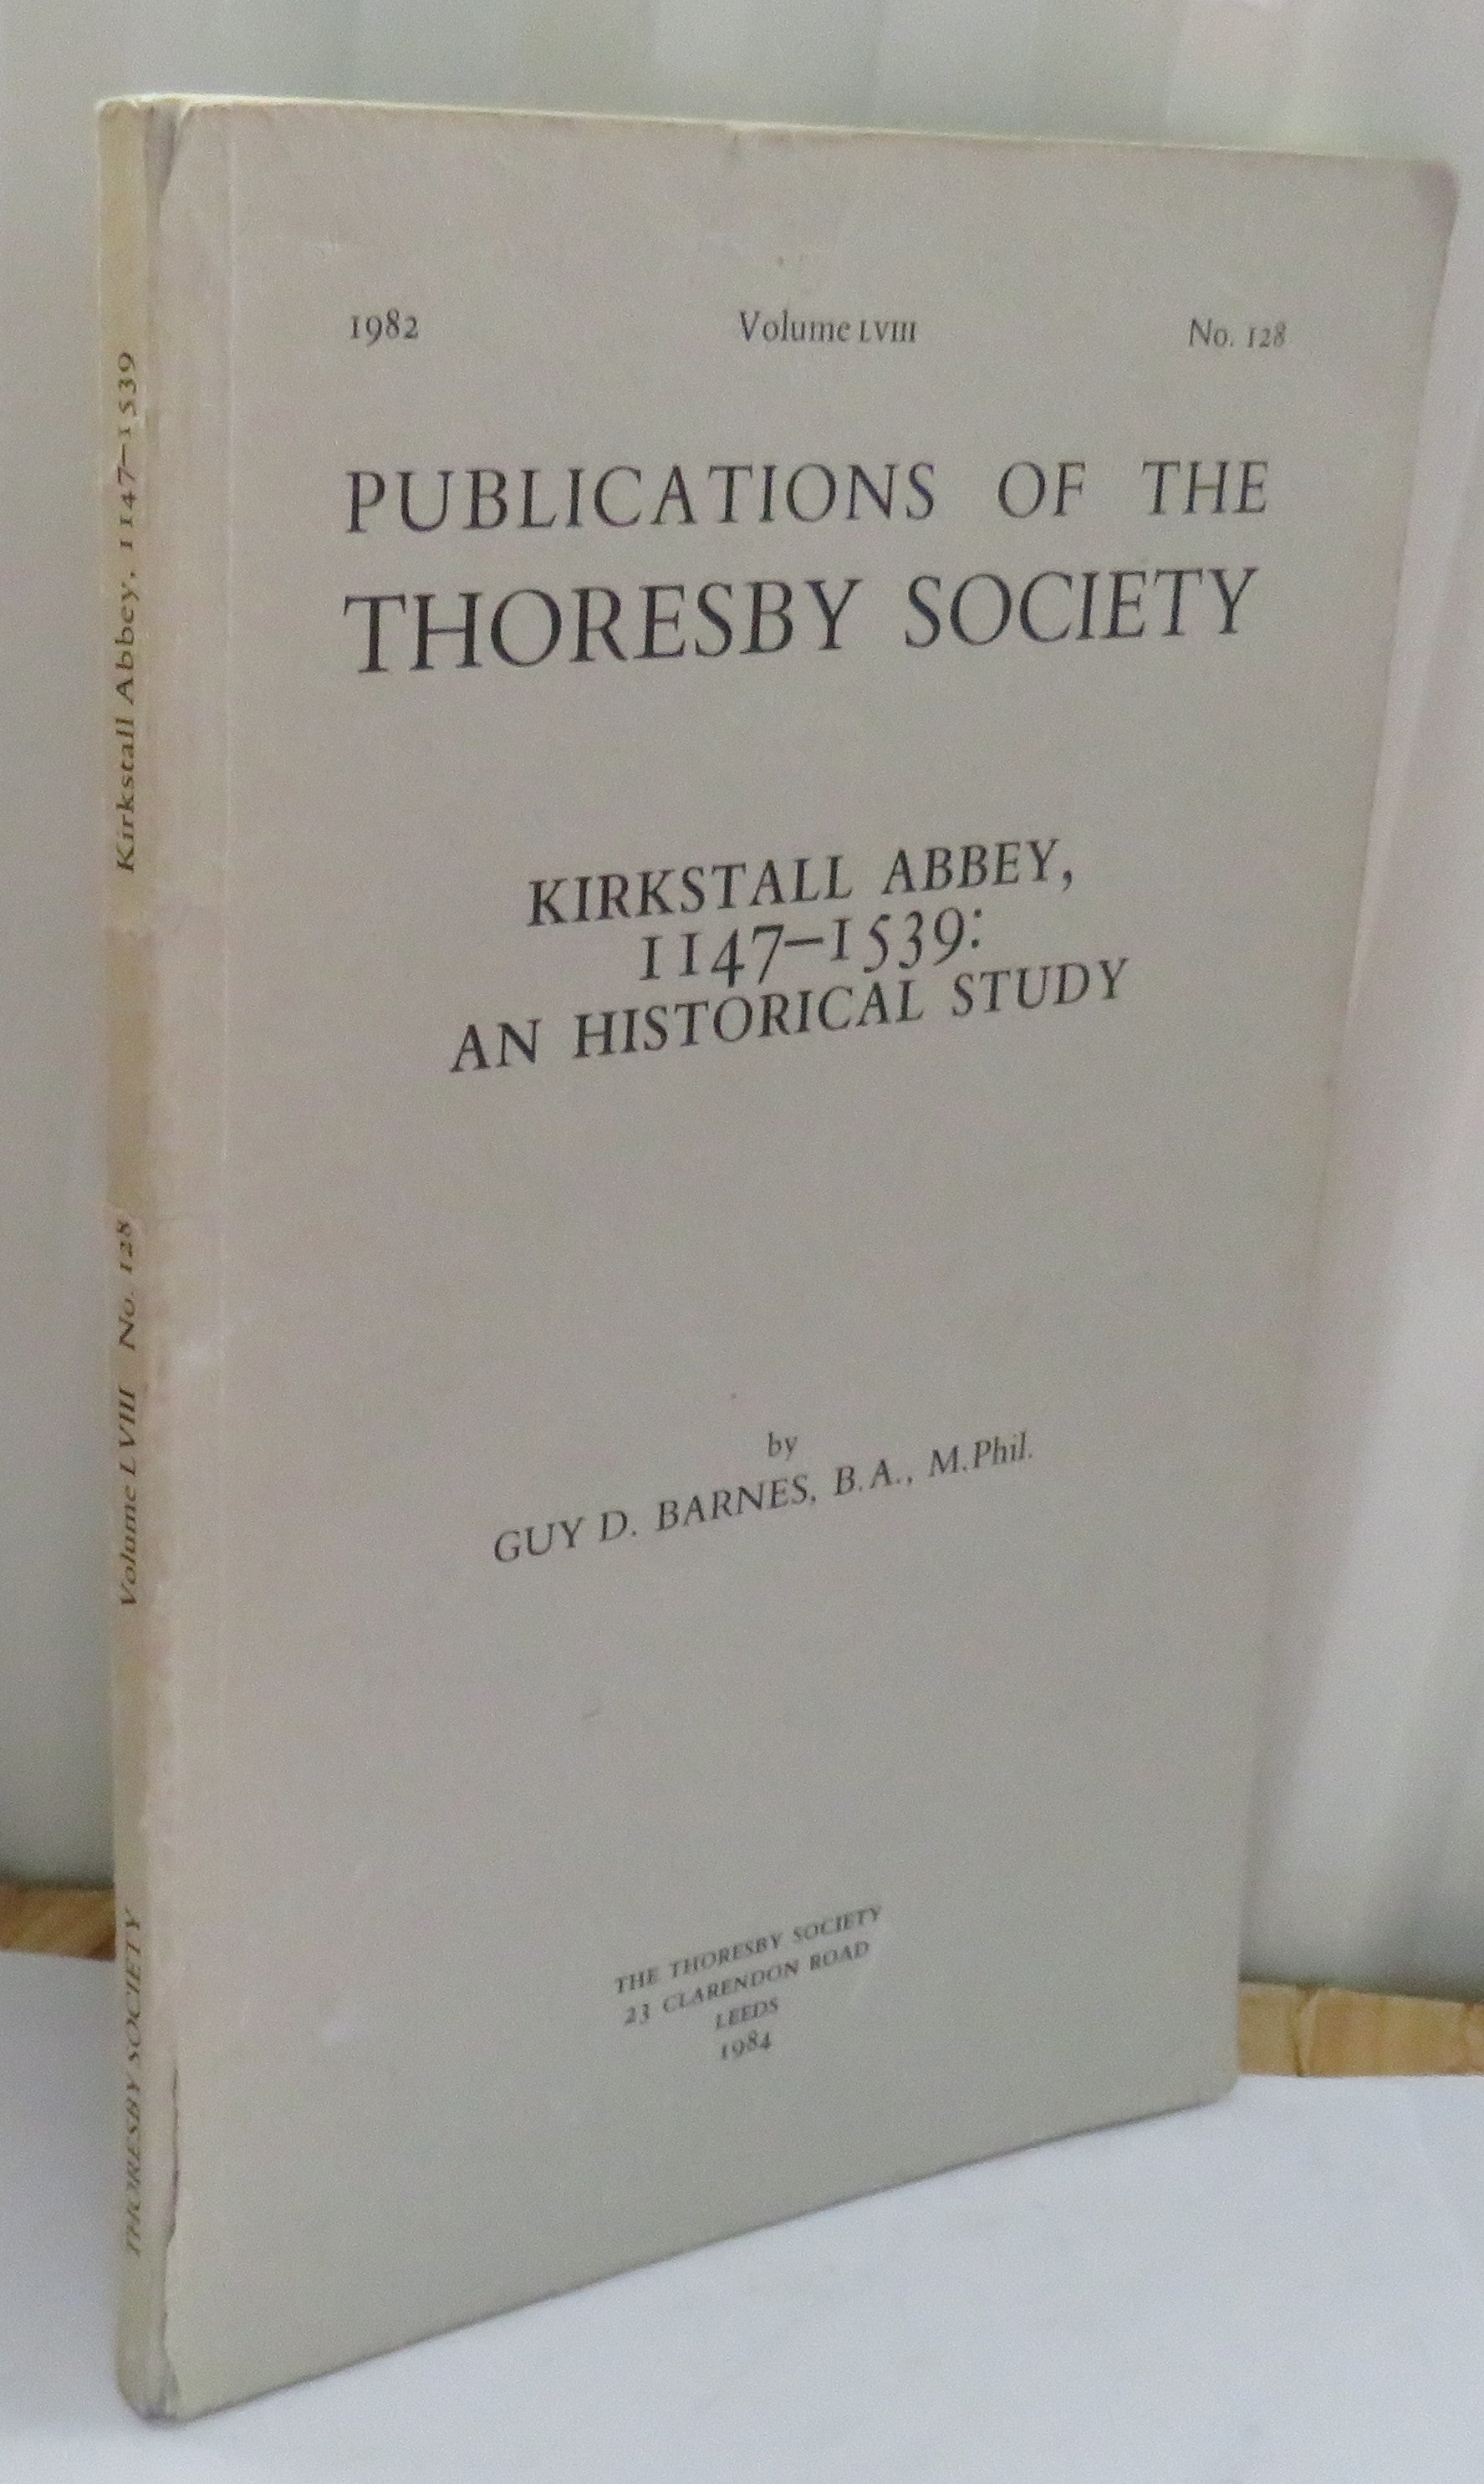 1982 Volume LVIII No. 128
PUBLICATIONS OF THE
THORESBY SOCIETY
KIRKSTALL ABBEY,
1147–1539:
AN HISTORICAL STUDY
by
GUY D. BARNES, B.A., M.Phil.
THE THORESBY SOCIETY
23 CLARENDON ROAD
LEEDS
1984
THORESBY SOCIETY Volume LVIII No. 128 Kirkstall Abbey, 1147–1539